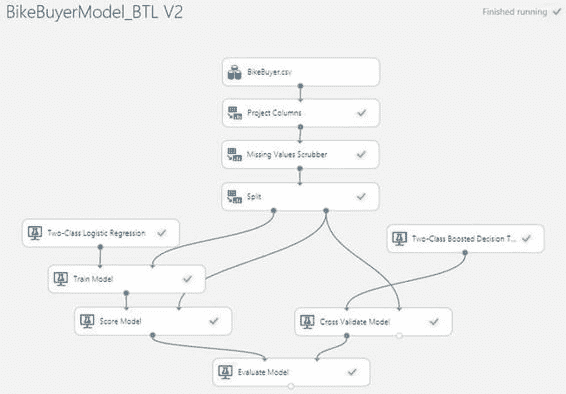 BikeBuyerModel_BTL V2
Finished running
BikeBuyer.csv
Project Columns
Missing Values Scrubber
Split
Two-Class Logistic Regression
Two-Class Boosted Decision T...
Train Model
Score Model
Cross Validate Model
Evaluate Model